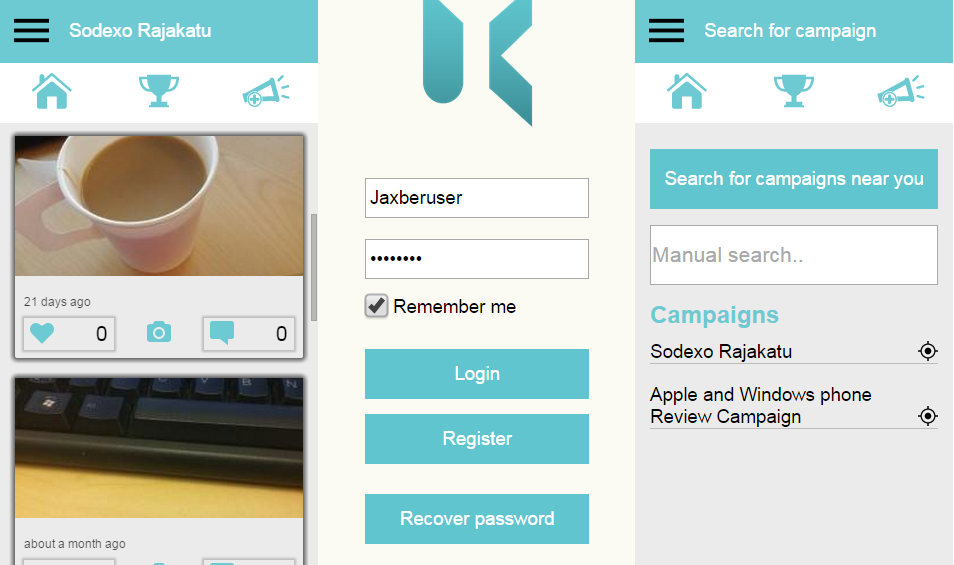 Sodexo Rajakatu
21 days ago
0
0
about a month ago
Jaxberuser
••••••••
Remember me
Login
Register
Recover password
Search for campaign
Search for campaigns near you
Manual search..
Campaigns
Sodexo Rajakatu
Apple and Windows phone
Review Campaign